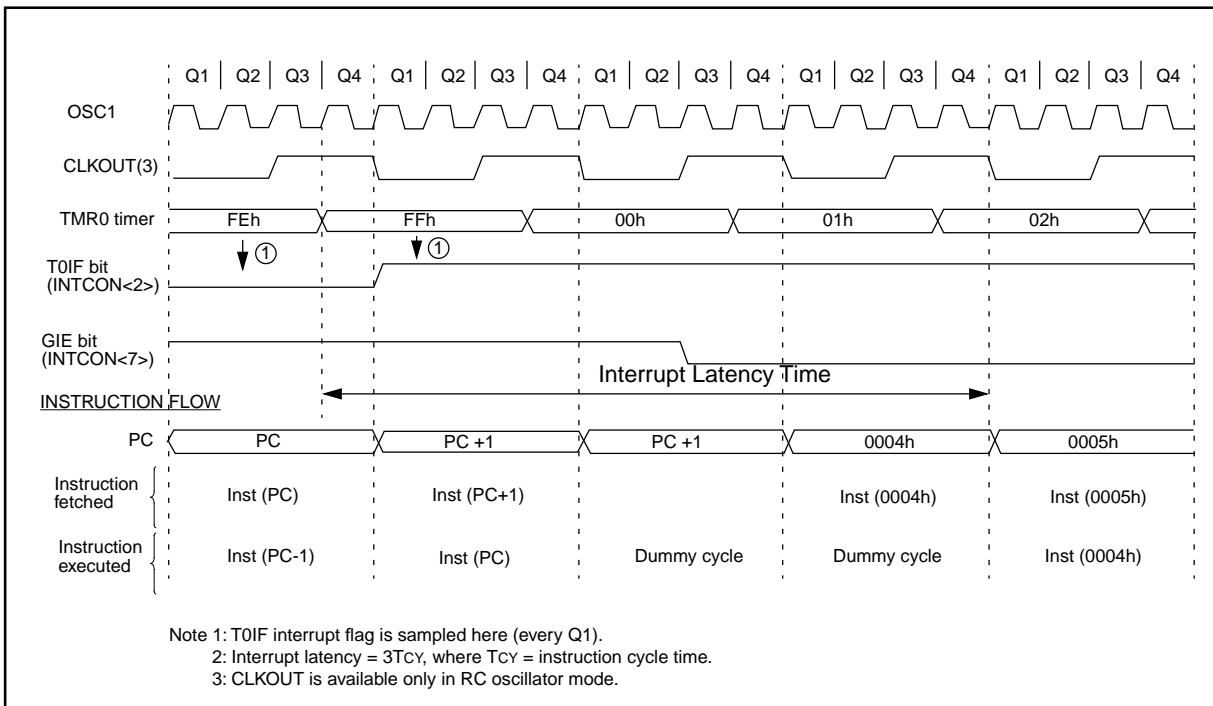 Q1 Q2 Q3 Q4 Q1 Q2 Q3 Q4 Q1 Q2 Q3 Q4 Q1 Q2 Q3 Q4 Q1 Q2 Q3 Q4
OSC1
CLKOUT(3)
TMR0 timer FEh FFh 00h 01h 02h
1 1
T0IF bit
(INTCON<2>)
GIE bit
(INTCON<7>)
Interrupt Latency Time
INSTRUCTION FLOW
PC PC PC +1 PC +1 0004h 0005h
Instruction
fetched
Inst (PC) Inst (PC+1) Inst (0004h) Inst (0005h)
Instruction
executed
Inst (PC-1) Inst (PC) Dummy cycle Dummy cycle Inst (0004h)
Note 1: T0IF interrupt flag is sampled here (every Q1).
2: Interrupt latency = 3TCY, where TCY = instruction cycle time.
3: CLKOUT is available only in RC oscillator mode.